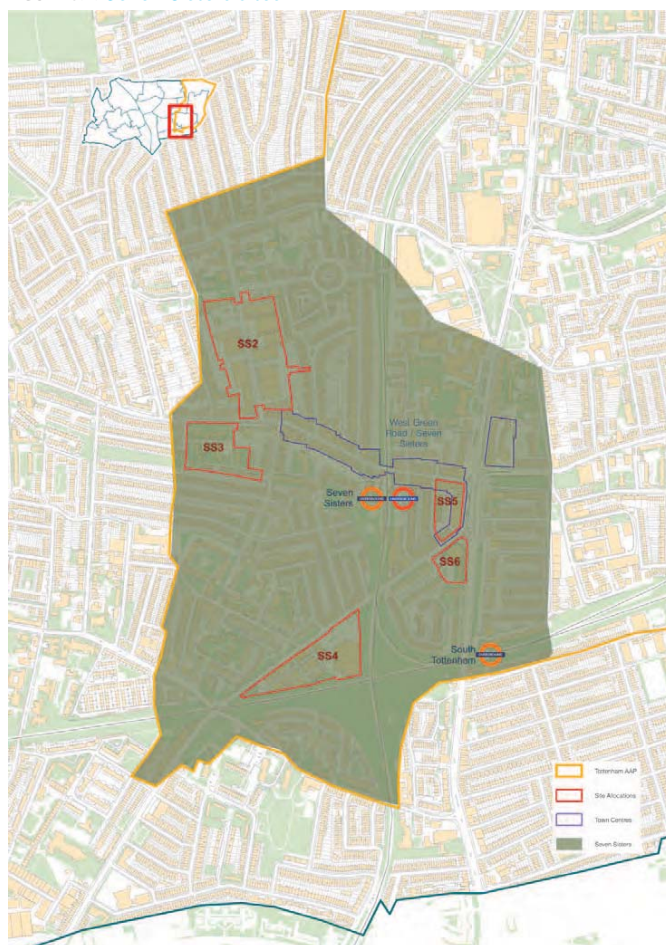 SS2
West Green
Road / Seven
Sisters
SS3
Seven
Sisters
SS5
SS6
SS4
South
Tottenham
Tottenham AAP
Site Allocations
Town Centres
Seven Sisters